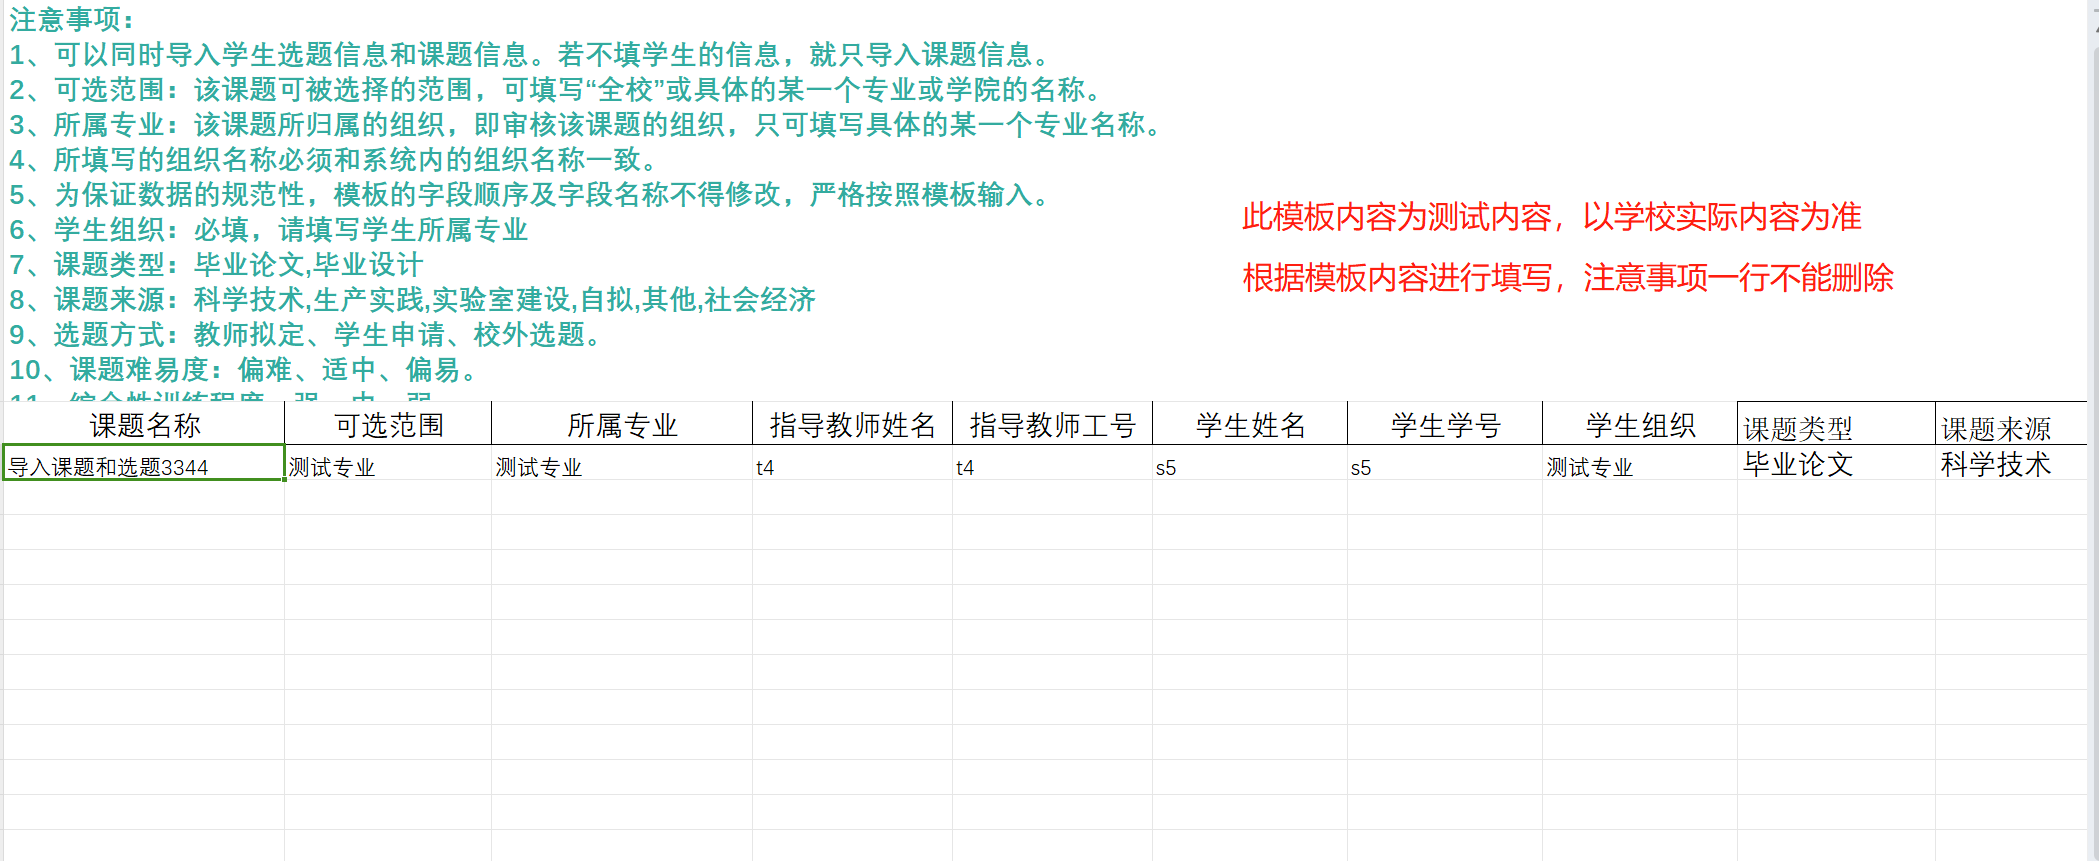 注意事项：
1、可以同时导入学生选题信息和课题信息。若不填学生的信息，就只导入课题信息。
2、可选范围：该课题可被选择的范围，可填写“全校”或具体的某一个专业或学院的名称。
3、所属专业：该课题所归属的组织，即审核该课题的组织，只可填写具体的某一个专业名称。
4、所填写的组织名称必须和系统内的组织名称一致。
5、为保证数据的规范性，模板的字段顺序及字段名称不得修改，严格按照模板输入。
6、学生组织：必填，请填写学生所属专业
7、课题类型：毕业论文,毕业设计
8、课题来源：科学技术,生产实践,实验室建设,自拟,其他,社会经济
9、选题方式：教师拟定、学生申请、校外选题。
10、课题难易度：偏难、适中、偏易。
此模板内容为测试内容，以学校实际内容为准
根据模板内容进行填写，注意事项一行不能删除
课题名称 可选范围 所属专业 指导教师姓名 指导教师工号 学生姓名 学生学号 学生组织 课题类型 课题来源
导入课题和选题3344 测试专业 测试专业 t4 t4 s5 s5 测试专业 毕业论文 科学技术